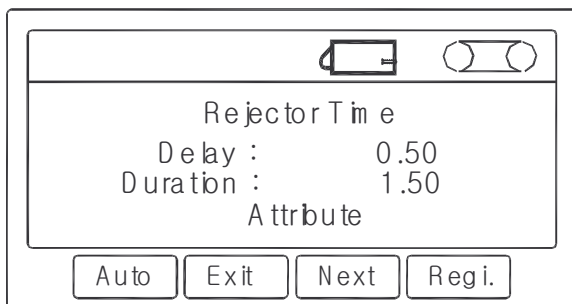 Rejector Time
Delay : 0.50
Duration : 1.50
Attribute
Auto Exit Next Regi.